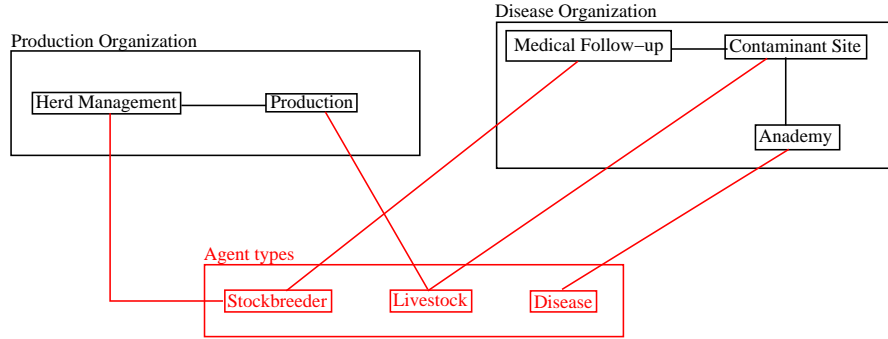 Disease Organization
Production Organization
Medical Follow−up
Contaminant Site
Herd Management
Production
Anademy
Agent types
Stockbreeder
Livestock
Disease